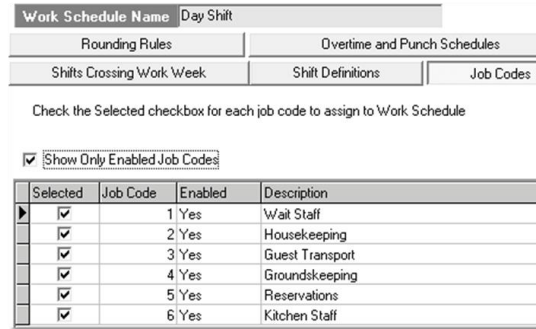 Work Schedule Name Day Shift
Rounding Rules Overtime and Punch Schedules
Shifts Crossing Work Week Shift Definitions Job Codes
Check the Selected checkbox for each job code to assign to Work Schedule
Show Only Enabled Job Codes
Selected Job Code Enabled Description
1 Yes Wait Staff
2 Yes Housekeeping
3 Yes Guest Transport
4 Yes Groundskeeping
5 Yes Reservations
6 Yes Kitchen Staff